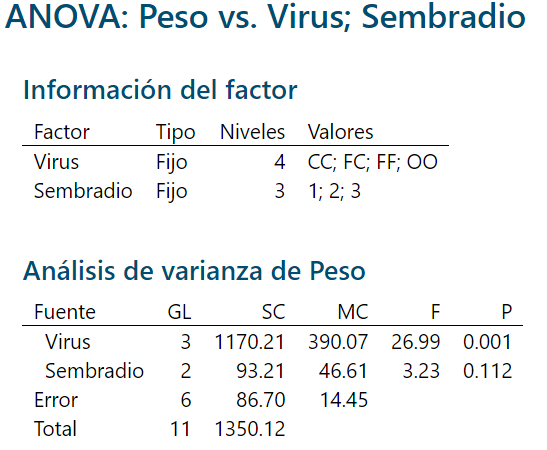 ANOVA: Peso vs. Virus; Sembradio
Información del factor
Factor Tipo Niveles Valores
Virus Fijo 4 CC; FC; FF; OO
Sembradio Fijo 3 1; 2; 3
Análisis de varianza de Peso
Fuente GL SC MC F P
Virus 3 1170.21 390.07 26.99 0.001
Sembradio 2 93.21 46.61 3.23 0.112
Error 6 86.70 14.45
Total 11 1350.12